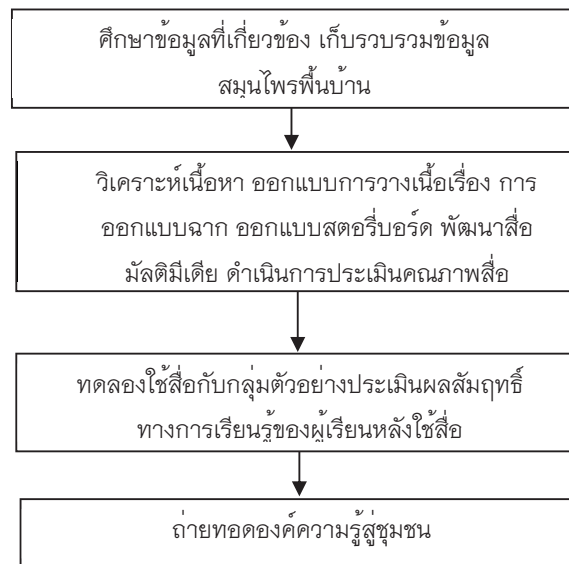 ศึกษาข้อมูลที่เกี่ยวข้อง เก็บรวบรวมข้อมูล
สมุนไพรพื้นบ้าน
วิเคราะห์เนื้อหา ออกแบบการวางเนื้อเรื่อง การ
ออกแบบฉาก ออกแบบสตอรี่บอร์ด พัฒนาสื่อ
มัลติมีเดีย ดำเนินการประเมินคุณภาพสื่อ
ทดลองใช้สื่อกับกลุ่มตัวอย่างประเมินผลสัมฤทธิ์
ทางการเรียนรู้ของผู้เรียนหลังใช้สื่อ
ถ่ายทอดองค์ความรู้สู่ชุมชน